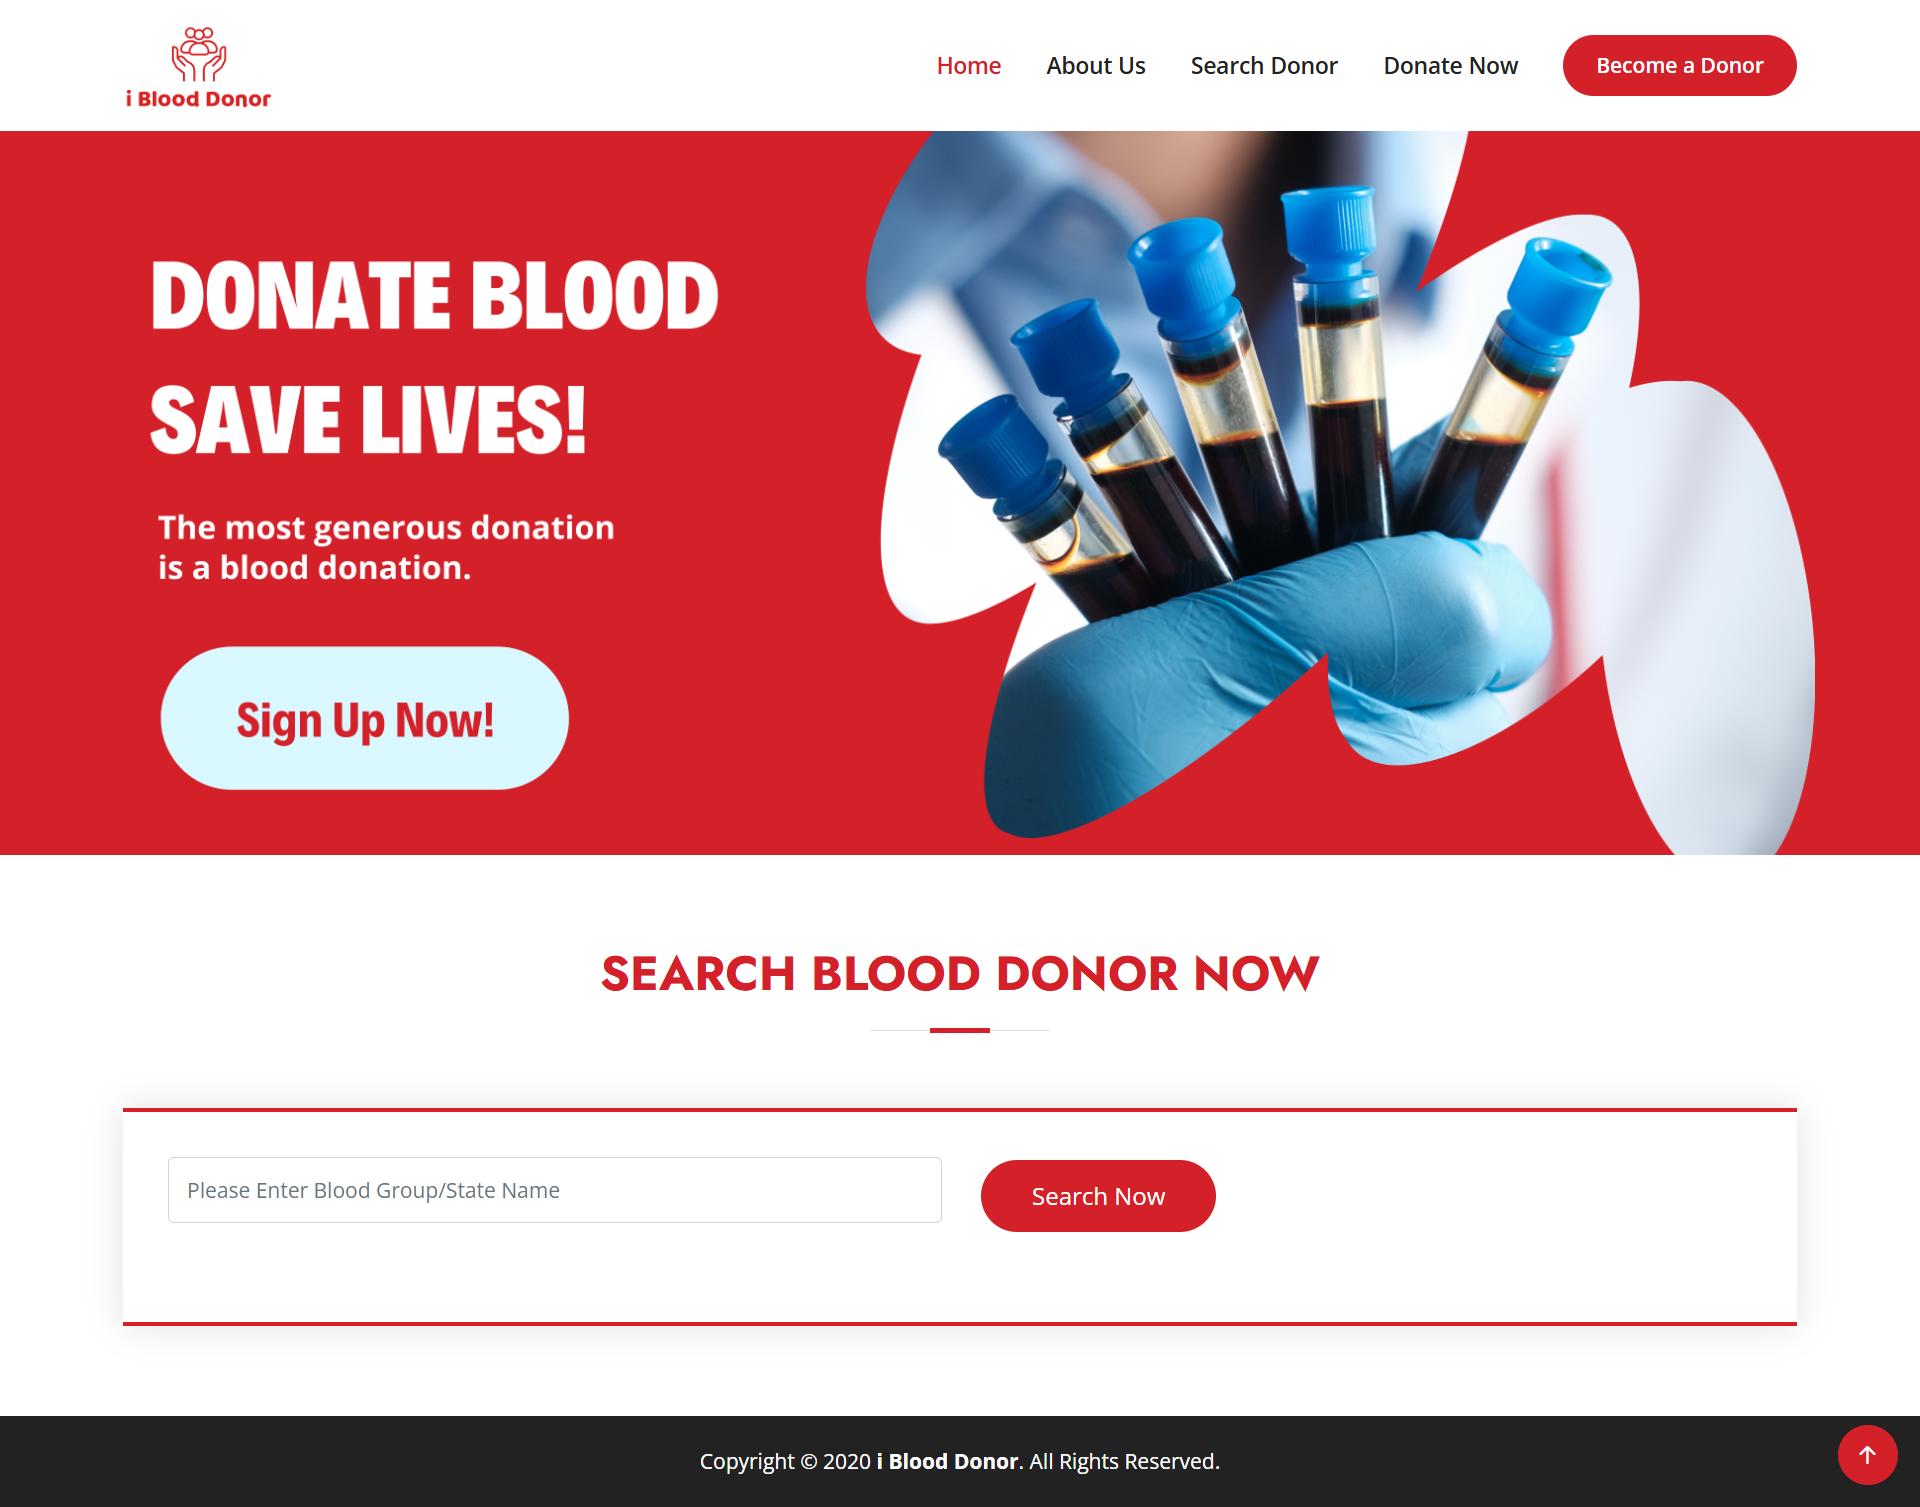 i Blood Donor
Home
About Us
Search Donor
Donate Now
Become a Donor
DONATE BLOOD
SAVE LIVES!
The most generous donation
is a blood donation.
Sign Up Now!
SEARCH BLOOD DONOR NOW
Please Enter Blood Group/State Name
Search Now
Copyright © 2020 i Blood Donor. All Rights Reserved.